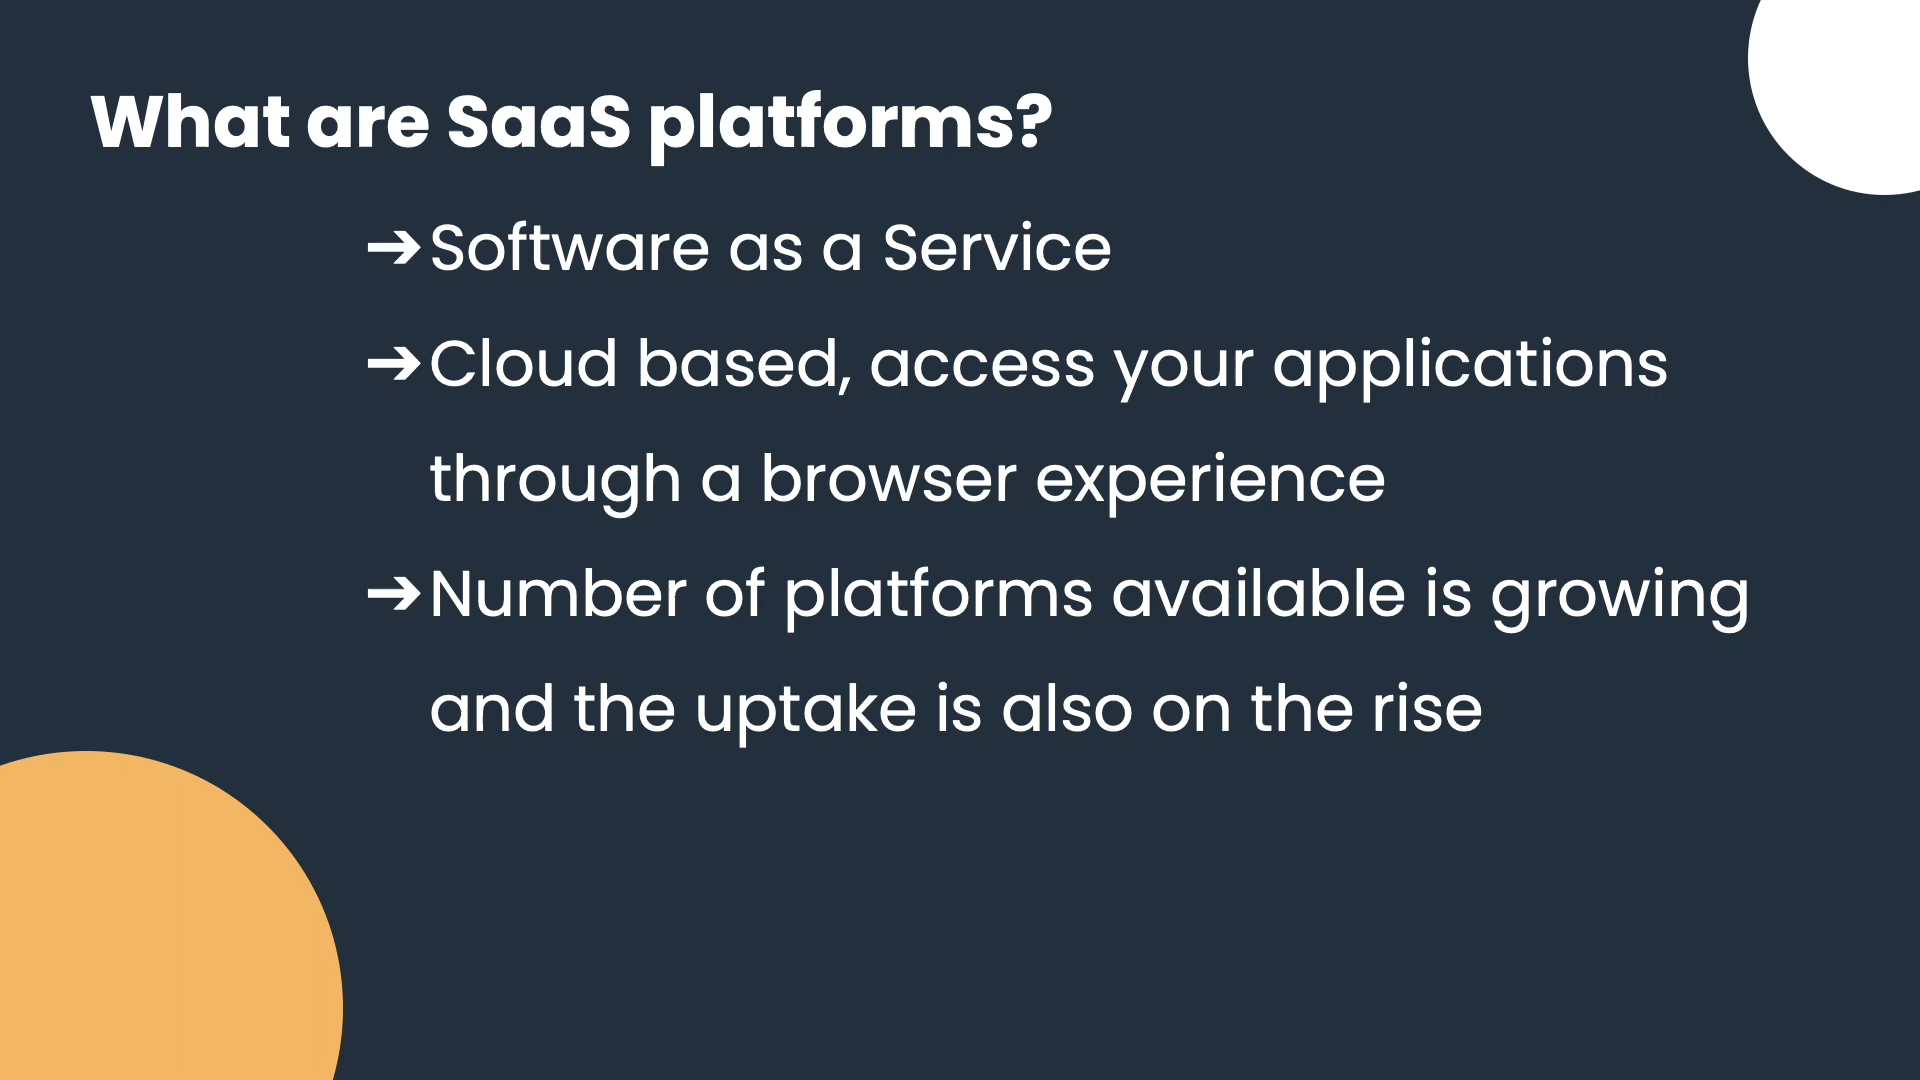 What are SaaS platforms?
➔Software as a Service
➔Cloud based, access your applications
through a browser experience
➔Number of platforms available is growing
and the uptake is also on the rise